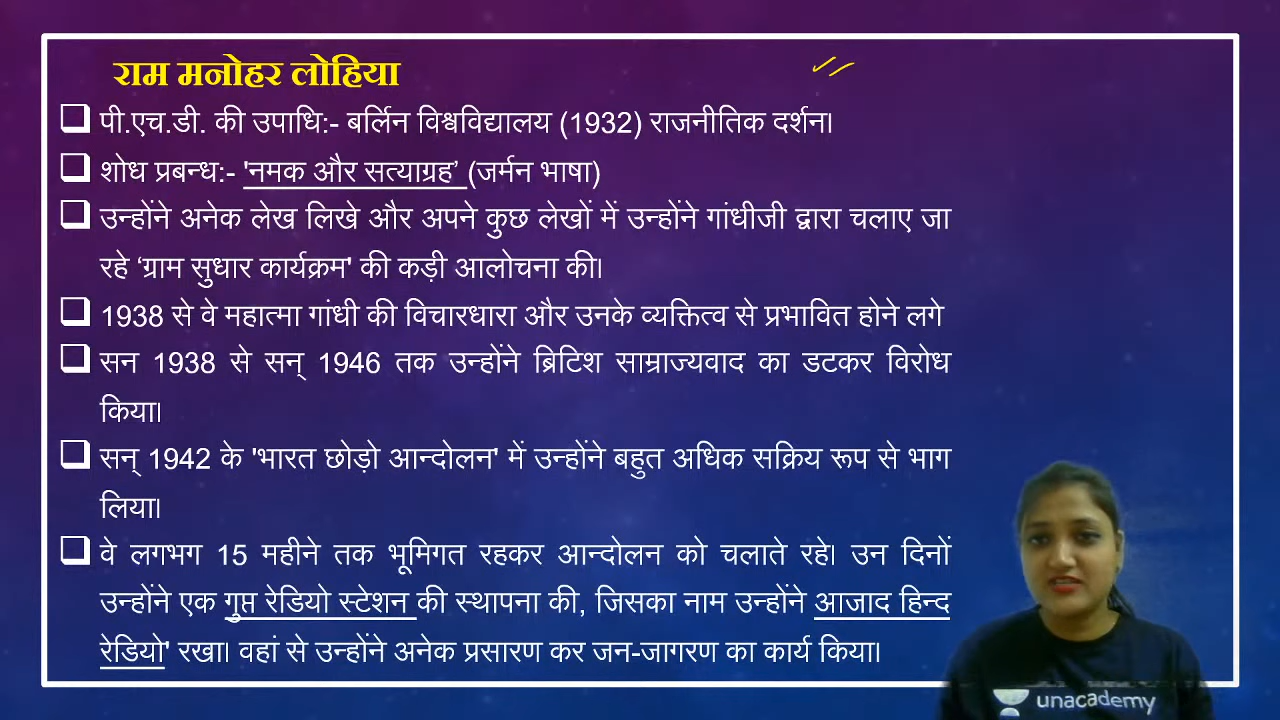 राम मनोहर लोहिया
पी.एच.डी. की उपाधि:- बर्लिन विश्वविद्यालय (1932) राजनीतिक दर्शन।
शोध प्रबन्ध:- 'नमक और सत्याग्रह’ (जर्मन भाषा)
उन्होंने अनेक लेख लिखे और अपने कुछ लेखों में उन्होंने गांधीजी द्वारा चलाए जा
रहे ‘ग्राम सुधार कार्यक्रम' की कड़ी आलोचना की।
1938 से वे महात्मा गांधी की विचारधारा और उनके व्यक्तित्व से प्रभावित होने लगे
सन 1938 से सन् 1946 तक उन्होंने ब्रिटिश साम्राज्यवाद का डटकर विरोध
किया।
सन् 1942 के 'भारत छोड़ो आन्दोलन' में उन्होंने बहुत अधिक सक्रिय रूप से भाग
लिया।
वे लगभग 15 महीने तक भूमिगत रहकर आन्दोलन को चलाते रहे। उन दिनों
उन्होंने एक गुप्त रेडियो स्टेशन की स्थापना की, जिसका नाम उन्होंने आजाद हिन्द
रेडियो' रखा। वहां से उन्होंने अनेक प्रसारण कर जन-जागरण का कार्य किया।
unacademy